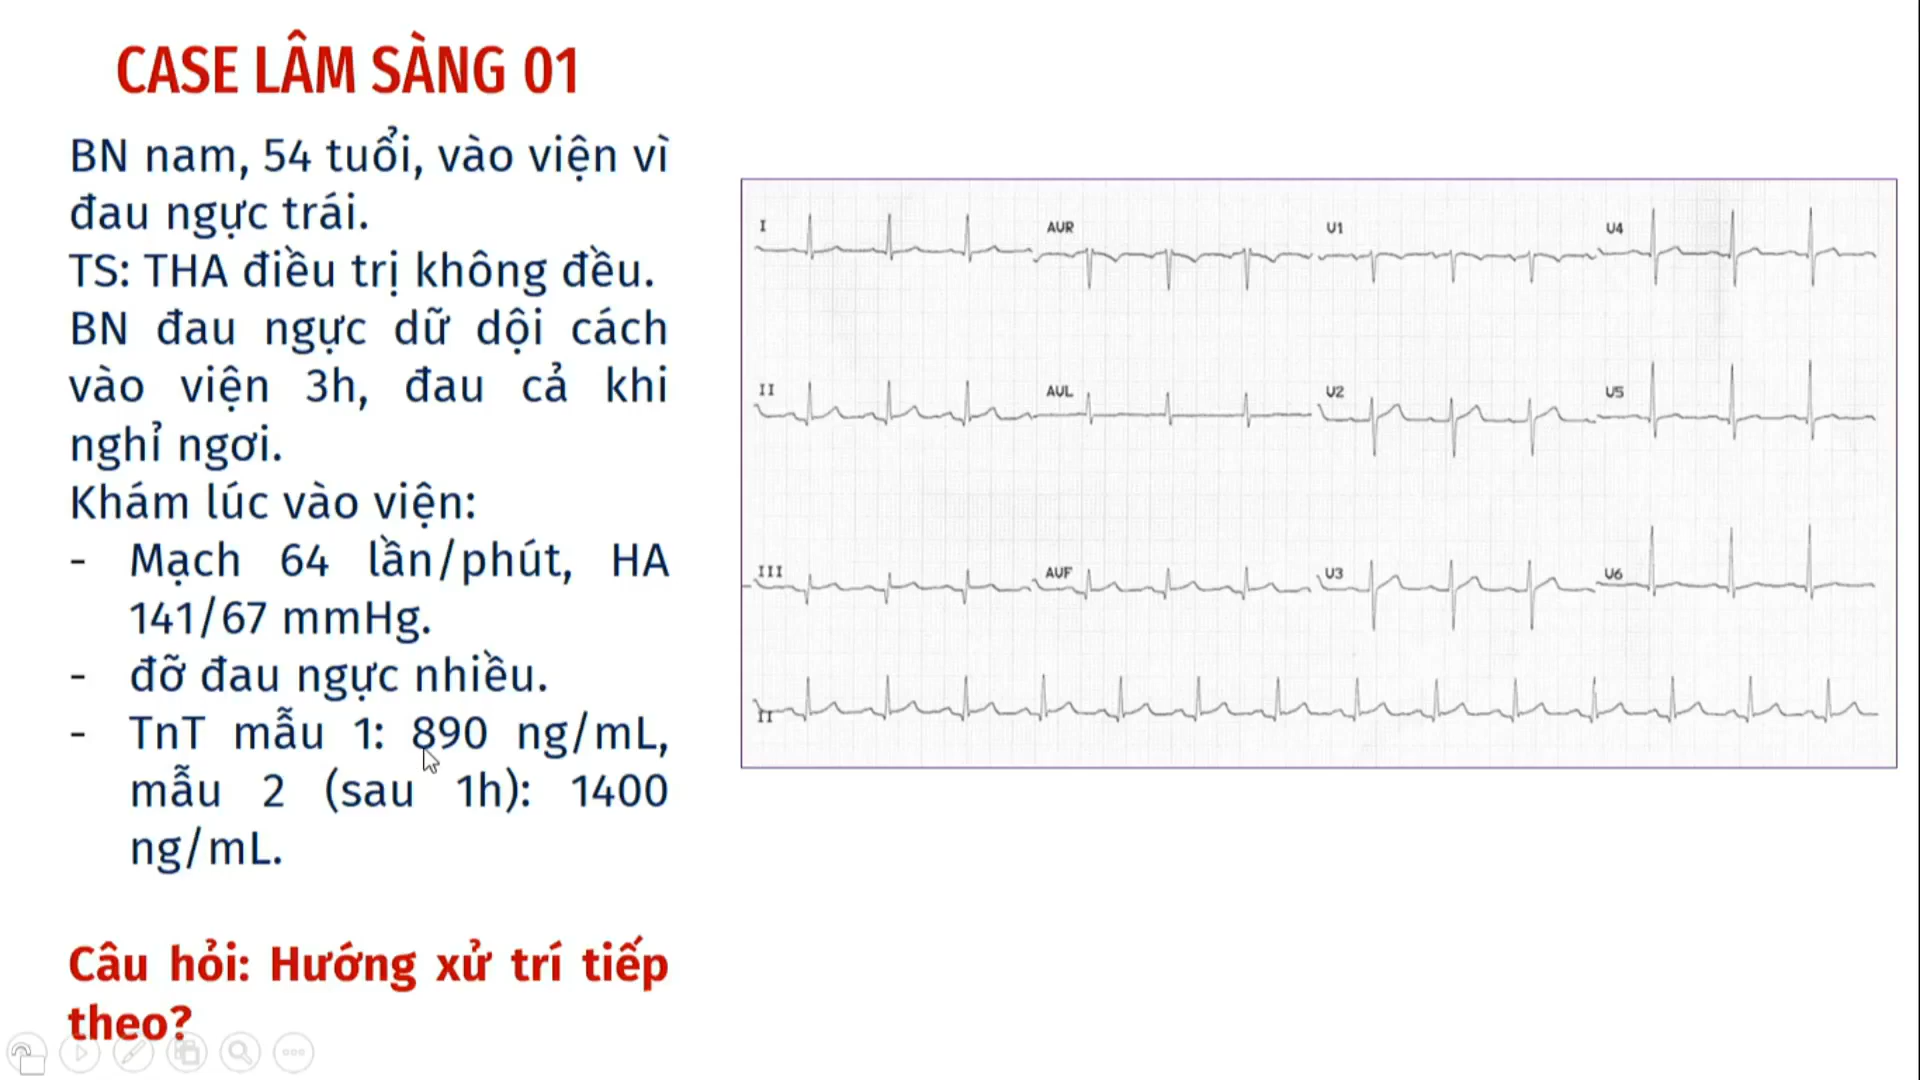 CASE LÂM SÀNG 01
BN nam, 54 tuổi, vào viện vì
đau ngực trái.
TS: THA điều trị không đều.
BN đau ngực dữ dội cách
vào viện 3h, đau cả khi
nghỉ ngơi.
Khám lúc vào viện:
- Mạch 64 lần/phút, HA
141/67 mmHg.
- đỡ đau ngực nhiều.
- TnT mẫu 1: 890 ng/mL,
mẫu 2 (sau 1h): 1400
ng/mL.
Câu hỏi: Hướng xử trí tiếp
theo?
I AVR V1 V4
II AVL V2 V5
III AVF V3 V6
II